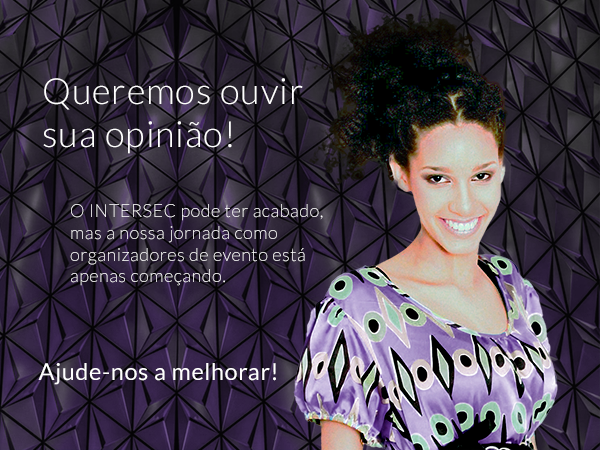 Queremos ouvir
sua opinião!
O INTERSEC pode ter acabado,
mas a nossa jornada como
organizadores de evento está
apenas começando.
Ajude-nos a melhorar!